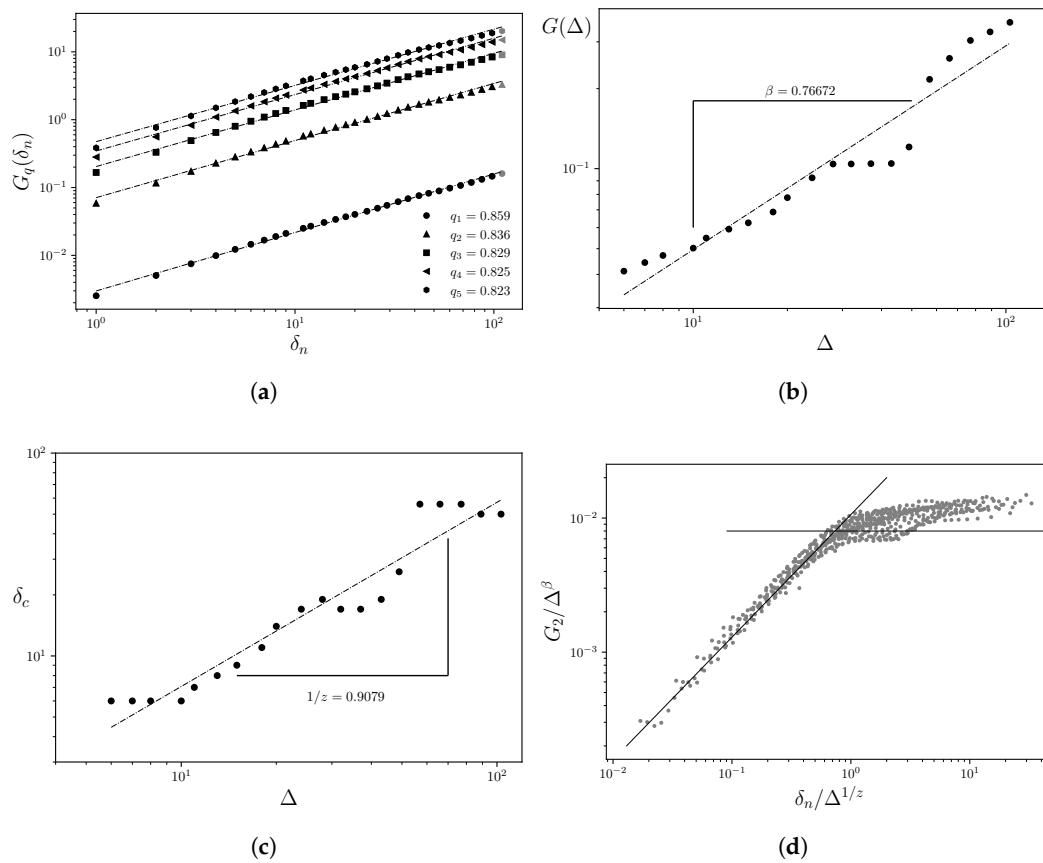 10^1
10^0
10^{-1}
10^{-2}
G_q(δ_n)
q_1 = 0.859
q_2 = 0.836
q_3 = 0.829
q_4 = 0.825
q_5 = 0.823
10^0 10^1 10^2
δ_n
(a)
G(Δ)
10^{-1}
β = 0.76672
10^1 10^2
Δ
(b)
10^2
δ_c
10^1
1/z = 0.9079
10^1 10^2
Δ
(c)
G_2/Δ^β
10^{-2}
10^{-3}
10^{-2} 10^{-1} 10^0 10^1
δ_n/Δ^{1/z}
(d)